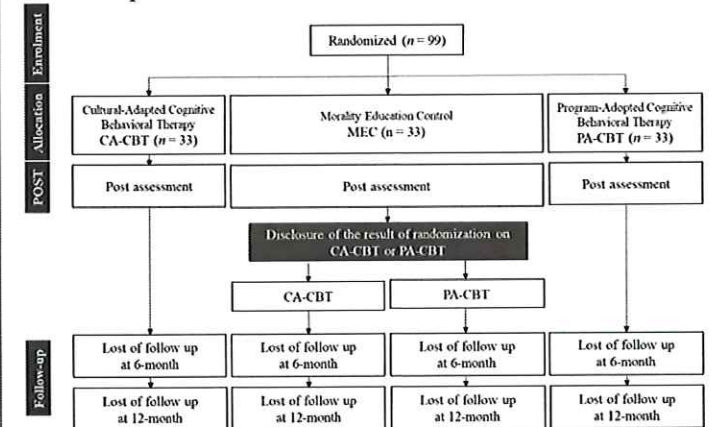 Enrolment
Randomized (n = 99)
Allocation
Cultural-Adapted Cognitive
Behavioral Therapy
CA-CBT (n = 33)
Morality Education Control
MEC (n = 33)
Program-Adopted Cognitive
Behavioral Therapy
PA-CBT (n = 33)
POST
Post assessment
Post assessment
Post assessment
Disclosure of the result of randomization on
CA-CBT or PA-CBT
CA-CBT
PA-CBT
Follow-up
Lost of follow up
at 6-month
Lost of follow up
at 6-month
Lost of follow up
at 6-month
Lost of follow up
at 6-month
Lost of follow up
at 12-month
Lost of follow up
at 12-month
Lost of follow up
at 12-month
Lost of follow up
at 12-month